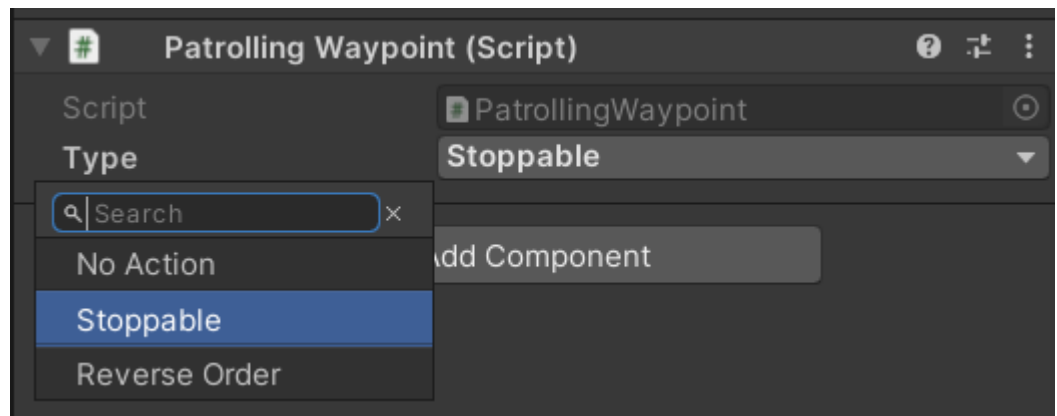 Patrolling Waypoint (Script)
Script
PatrollingWaypoint
Type
Stoppable
Search
No Action
dd Component
Stoppable
Reverse Order